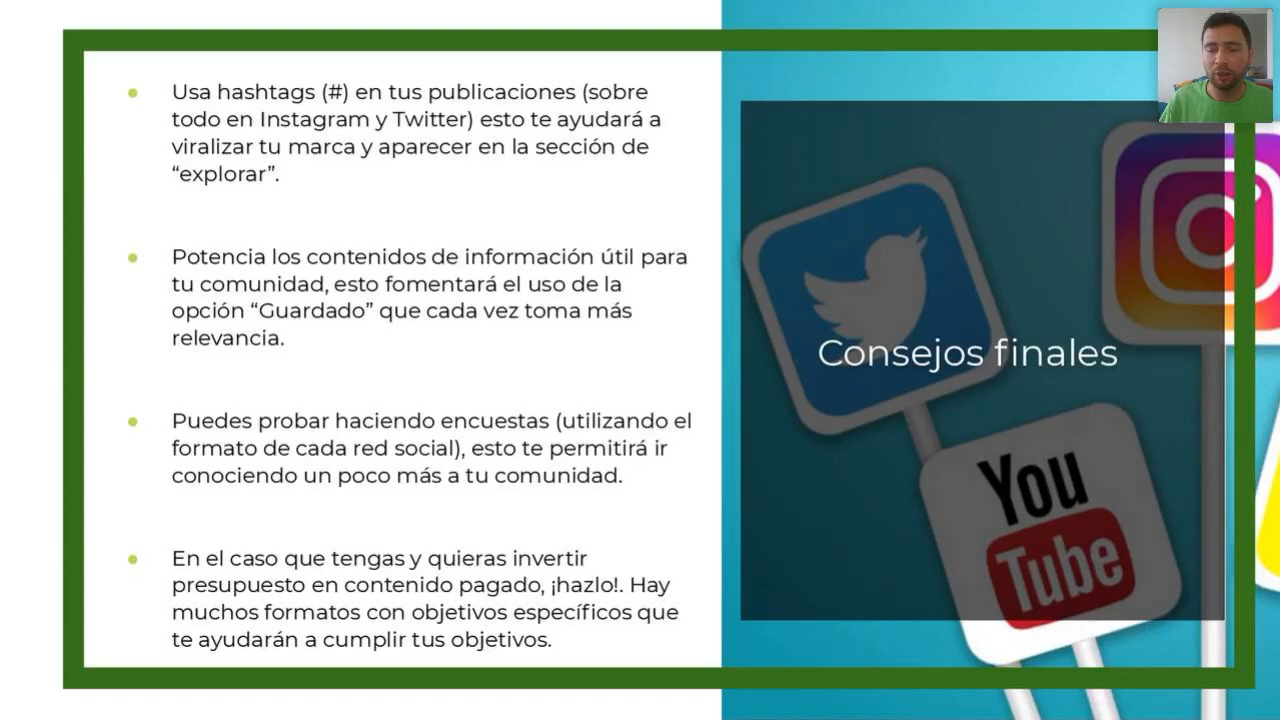 Usa hashtags (#) en tus publicaciones (sobre
todo en Instagram y Twitter) esto te ayudará a
viralizar tu marca y aparecer en la sección de
“explorar”.
Potencia los contenidos de información útil para
tu comunidad, esto fomentará el uso de la
opción “Guardado” que cada vez toma más
relevancia.
Puedes probar haciendo encuestas (utilizando el
formato de cada red social), esto te permitirá ir
conociendo un poco más a tu comunidad.
En el caso que tengas y quieras invertir
presupuesto en contenido pagado, ¡hazlo!. Hay
muchos formatos con objetivos específicos que
te ayudarán a cumplir tus objetivos.
Consejos finales
You
Tube